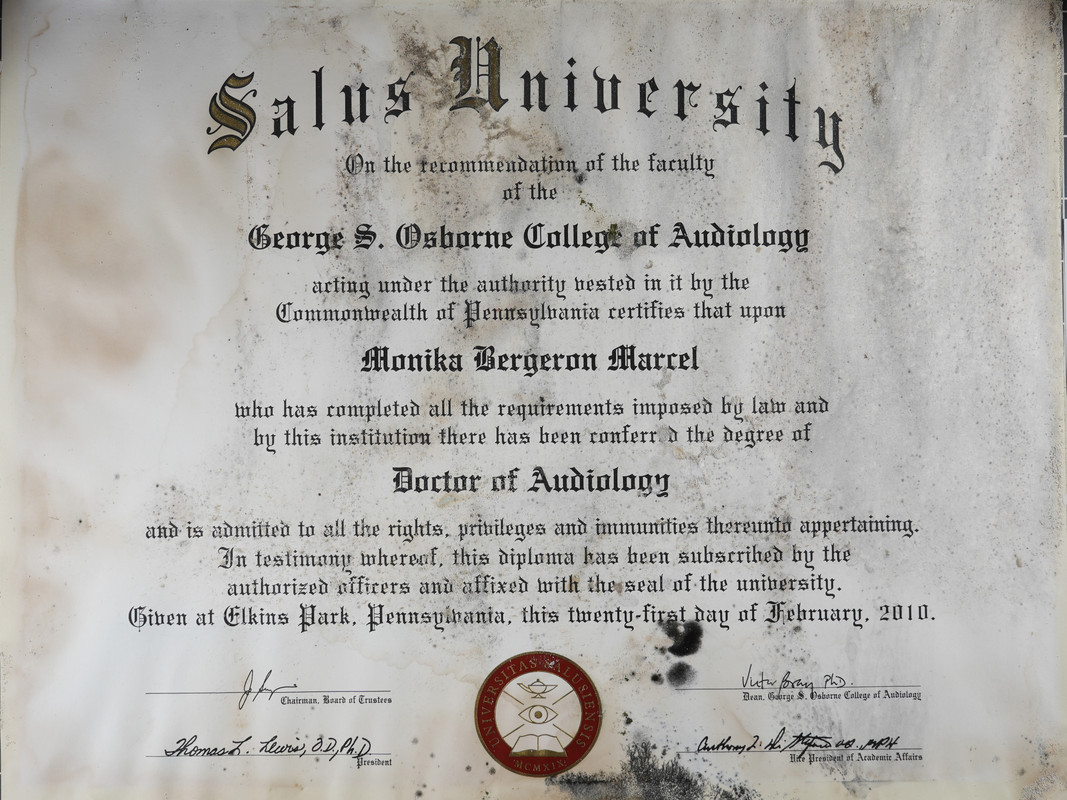 Salus University
On the recommendation of the faculty
of the
George S. Osborne College of Audiology
acting under the authority vested in it by the
Commonwealth of Pennsylvania certifies that upon
Monika Bergeron Marcel
who has completed all the requirements imposed by law and
by this institution there has been conferr d the degree of
Doctor of Audiology
and is admitted to all the rights, privileges and immunities thereunto appertaining.
In testimony whereof, this diploma has been subscribed by the
authorized officers and affixed with the seal of the university.
Given at Elkins Park, Pennsylvania, this twenty-first day of February, 2010.
Chairman, Board of Trustees
Victor Bray PhD.
Dean, George S. Osborne College of Audiology
Thomas L. Lewis, O.D., Ph.D
President
Vice President of Academic Affairs
UNIVERSITAS SALUSIENSIS
MCMXIX